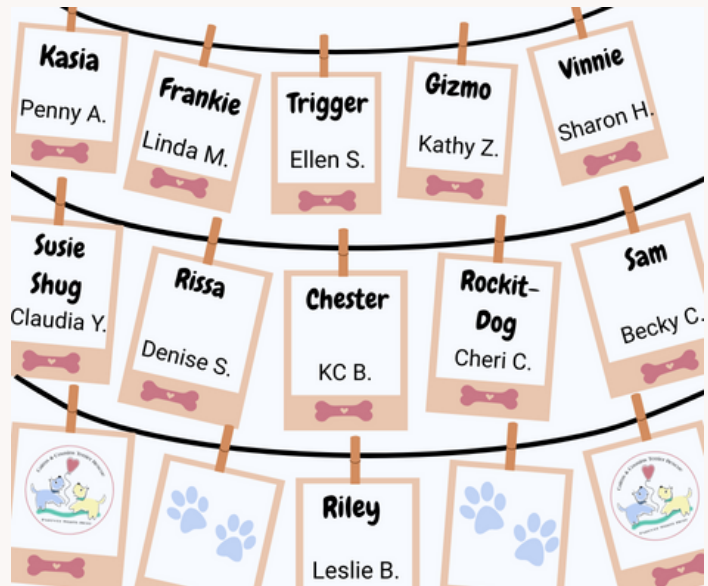 Kasia
Penny A.
Frankie
Linda M.
Trigger
Ellen S.
Gizmo
Kathy Z.
Vinnie
Sharon H.
Susie
Shug
Claudia Y.
Rissa
Denise S.
Chester
KC B.
Rockit-
Dog
Cheri C.
Sam
Becky C.
Riley
Leslie B.